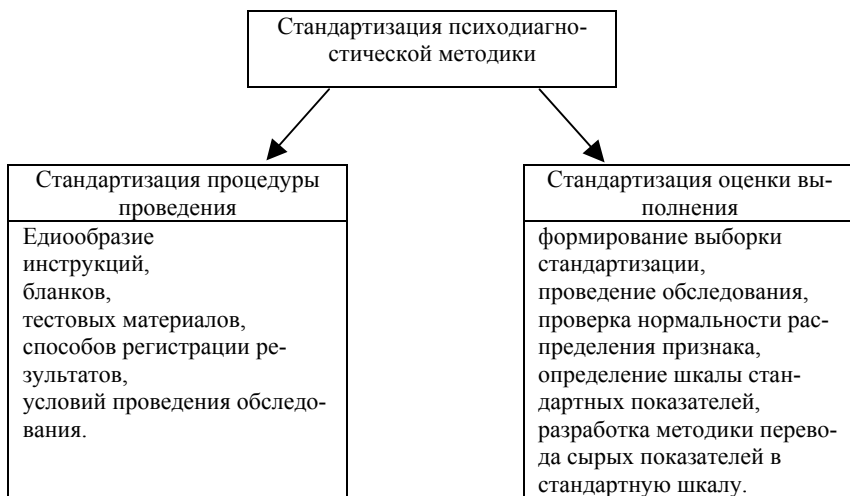 Стандартизация психодиагно-
стической методики
Стандартизация процедуры
проведения
Едиообразие
инструкций,
бланков,
тестовых материалов,
способов регистрации ре-
зультатов,
условий проведения обследо-
вания.
Стандартизация оценки вы-
полнения
формирование выборки
стандартизации,
проведение обследования,
проверка нормальности рас-
пределения признака,
определение шкалы стан-
дартных показателей,
разработка методики перево-
да сырых показателей в
стандартную шкалу.